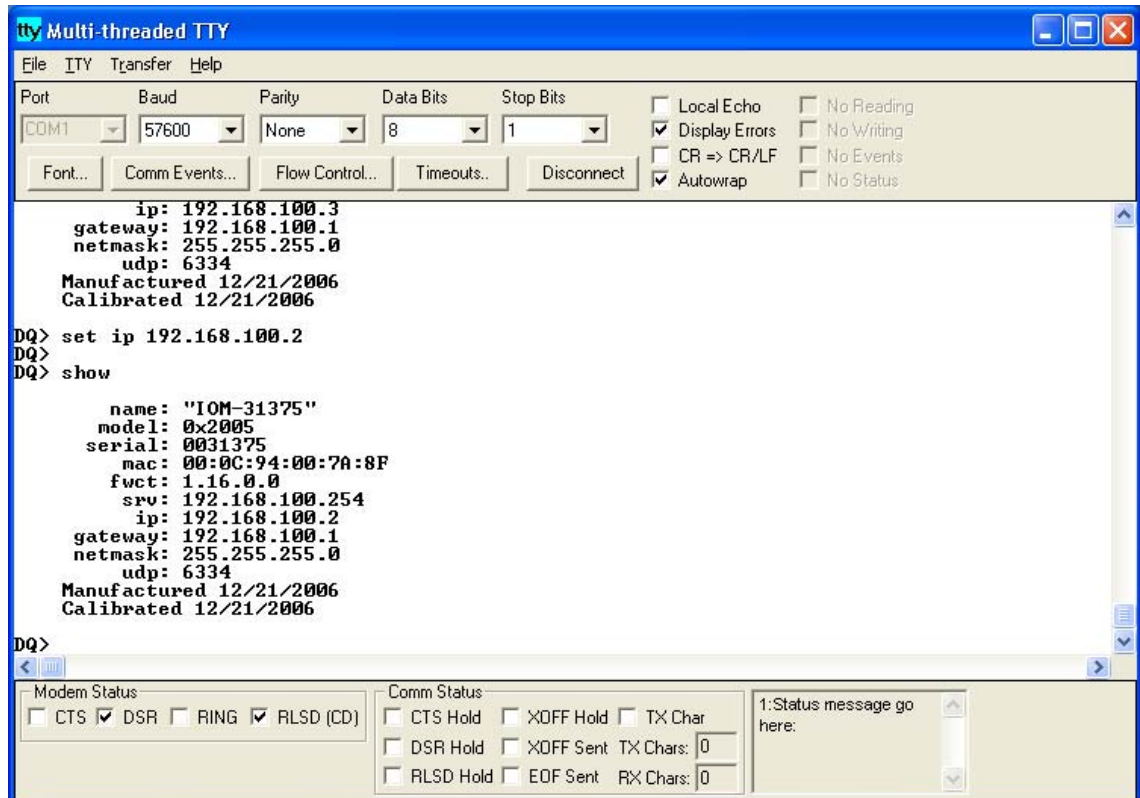 tty Multi-threaded TTY
File TTY Transfer Help
Port Baud Parity Data Bits Stop Bits
COM1 57600 None 8 1
Local Echo No Reading
Display Errors No Writing
CR => CR/LF No Events
Autowrap No Status
Font... Comm Events... Flow Control... Timeouts.. Disconnect
ip: 192.168.100.3
gateway: 192.168.100.1
netmask: 255.255.255.0
udp: 6334
Manufactured 12/21/2006
Calibrated 12/21/2006
DQ> set ip 192.168.100.2
DQ>
DQ> show
name: "IOM-31375"
model: 0x2005
serial: 0031375
mac: 00:0C:94:00:7A:8F
fwct: 1.16.0.0
srv: 192.168.100.254
ip: 192.168.100.2
gateway: 192.168.100.1
netmask: 255.255.255.0
udp: 6334
Manufactured 12/21/2006
Calibrated 12/21/2006
DQ>
Modem Status
CTS DSR RING RLSD (CD)
Comm Status
CTS Hold XOFF Hold TX Char
DSR Hold XOFF Sent TX Chars: 0
RLSD Hold EOF Sent RX Chars: 0
1:Status message go
here: